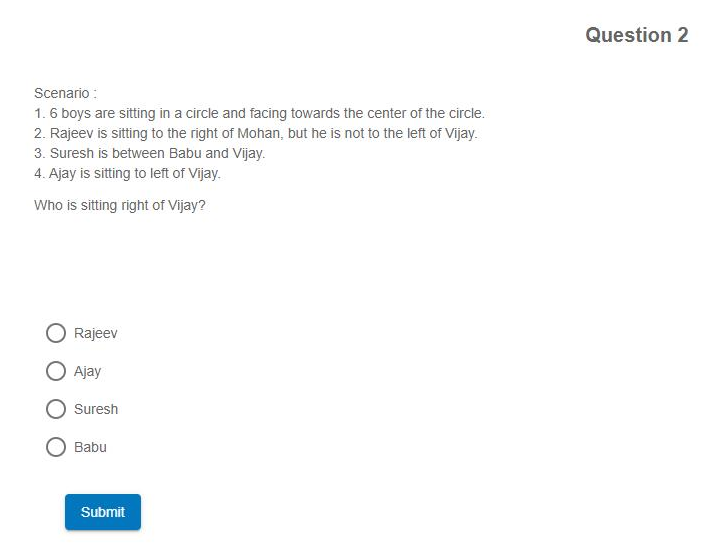 Question 2
Scenario :
1. 6 boys are sitting in a circle and facing towards the center of the circle.
2. Rajeev is sitting to the right of Mohan, but he is not to the left of Vijay.
3. Suresh is between Babu and Vijay.
4. Ajay is sitting to left of Vijay.
Who is sitting right of Vijay?
Rajeev
Ajay
Suresh
Babu
Submit